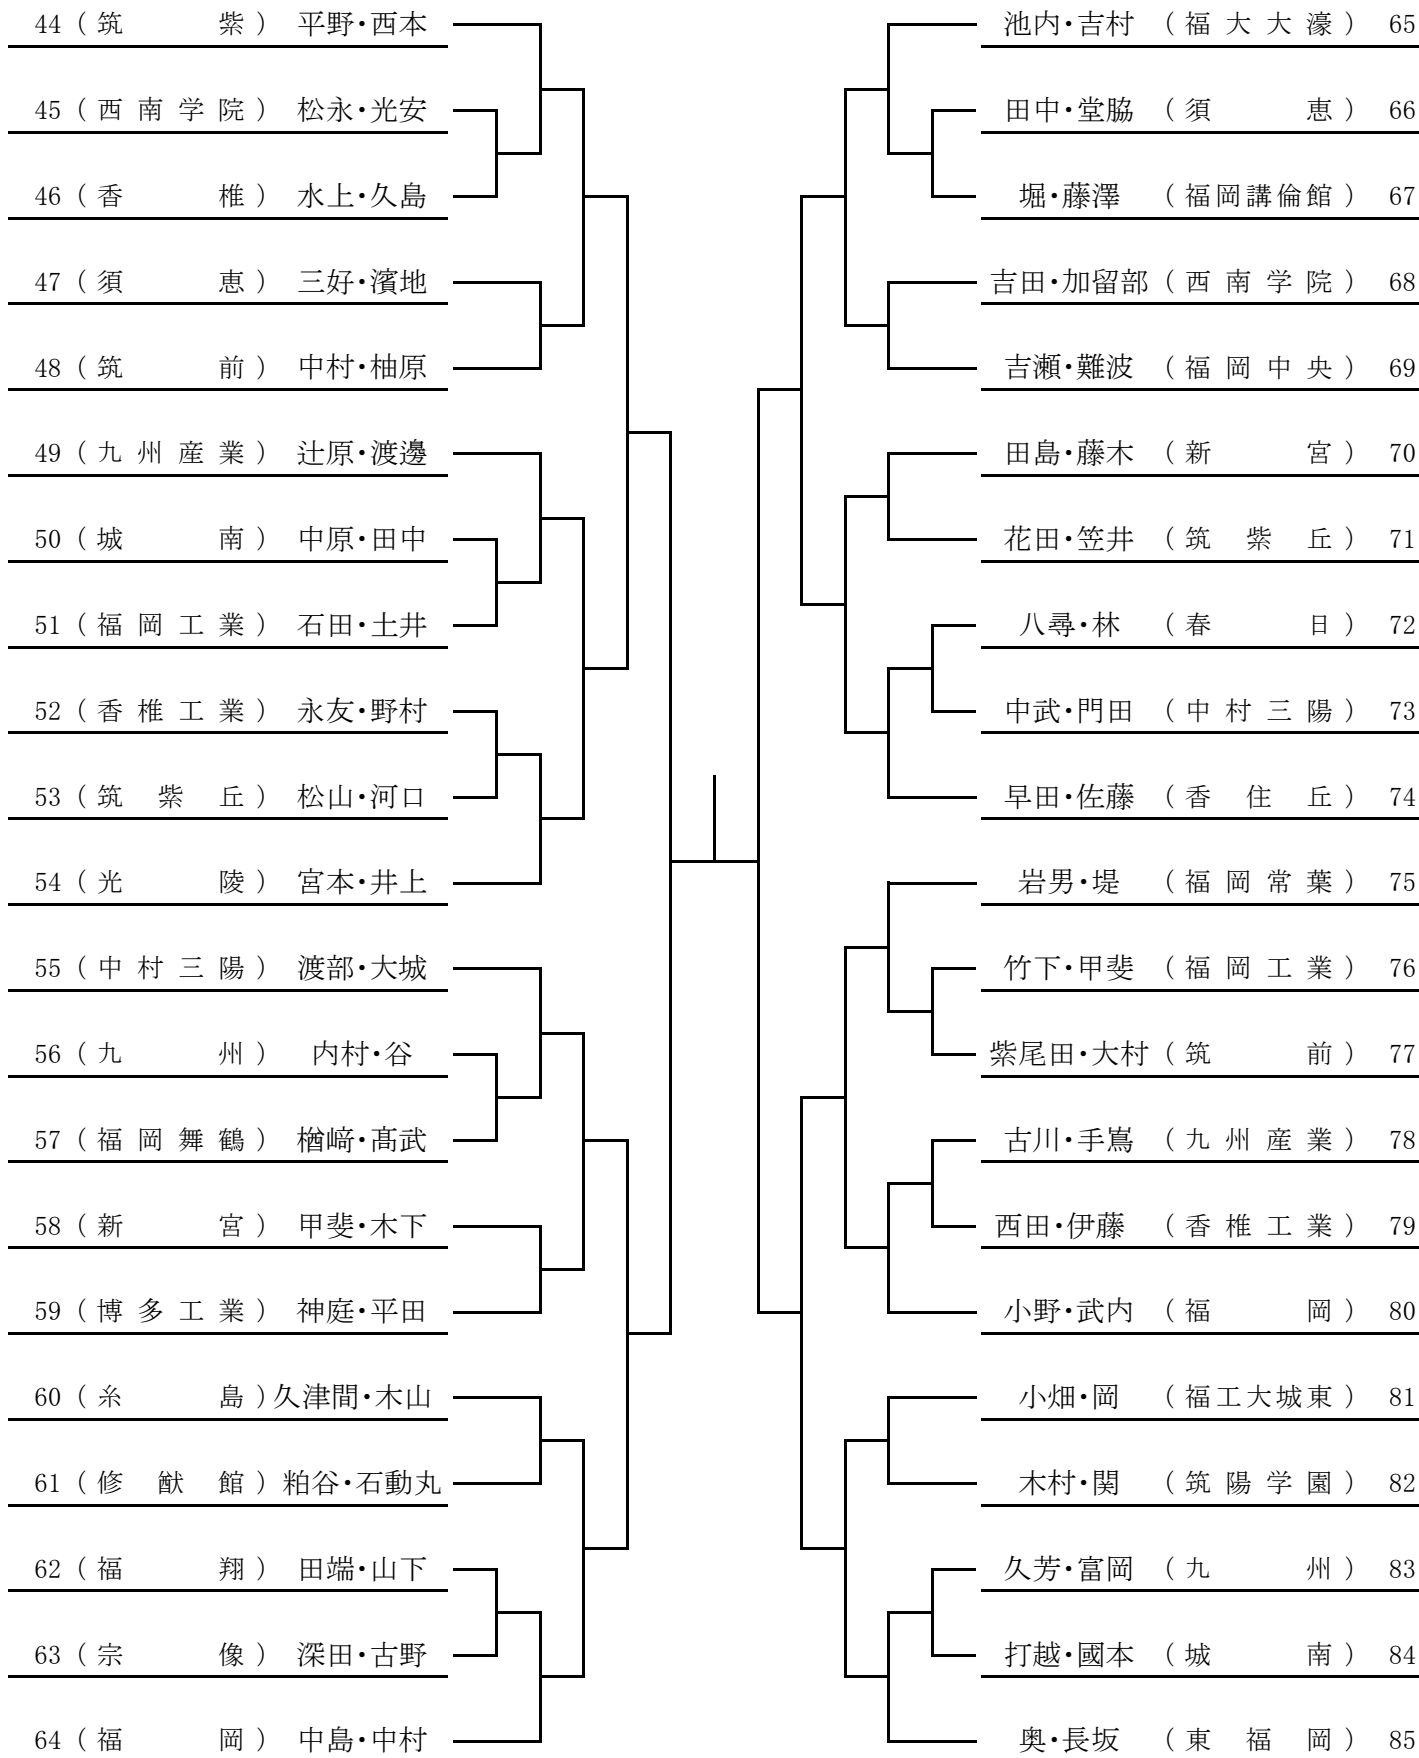 44 （筑紫） 平野・西本
45 （西南学院） 松永・光安
46 （香椎） 水上・久島
47 （須恵） 三好・濱地
48 （筑前） 中村・柚原
49 （九州産業） 辻原・渡邊
50 （城南） 中原・田中
51 （福岡工業） 石田・土井
52 （香椎工業） 永友・野村
53 （筑紫丘） 松山・河口
54 （光陵） 宮本・井上
55 （中村三陽） 渡部・大城
56 （九州） 内村・谷
57 （福岡舞鶴） 楢﨑・髙武
58 （新宮） 甲斐・木下
59 （博多工業） 神庭・平田
60 （糸島） 久津間・木山
61 （修猷館） 粕谷・石動丸
62 （福翔） 田端・山下
63 （宗像） 深田・古野
64 （福岡） 中島・中村
池内・吉村 （福大大濠） 65
田中・堂脇 （須恵） 66
堀・藤澤 （福岡講倫館） 67
吉田・加留部 （西南学院） 68
吉瀬・難波 （福岡中央） 69
田島・藤木 （新宮） 70
花田・笠井 （筑紫丘） 71
八尋・林 （春日） 72
中武・門田 （中村三陽） 73
早田・佐藤 （香住丘） 74
岩男・堤 （福岡常葉） 75
竹下・甲斐 （福岡工業） 76
紫尾田・大村 （筑前） 77
古川・手嶌 （九州産業） 78
西田・伊藤 （香椎工業） 79
小野・武内 （福岡） 80
小畑・岡 （福工大城東） 81
木村・関 （筑陽学園） 82
久芳・富岡 （九州） 83
打越・國本 （城南） 84
奥・長坂 （東福岡） 85